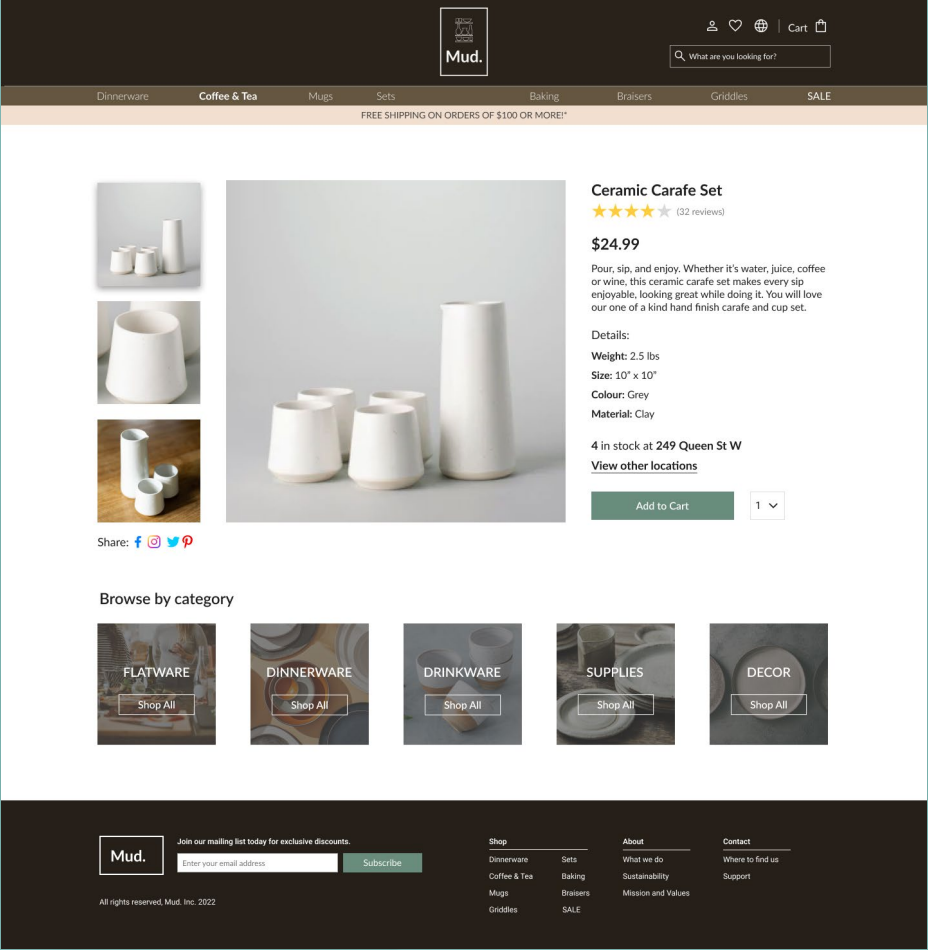 Mud.
Cart
What are you looking for?
Dinnerware
Coffee & Tea
Mugs
Sets
Baking
Braisers
Griddles
SALE
FREE SHIPPING ON ORDERS OF $100 OR MORE!*
Ceramic Carafe Set
(32 reviews)
$24.99
Pour, sip, and enjoy. Whether it's water, juice, coffee
or wine, this ceramic carafe set makes every sip
enjoyable, looking great while doing it. You will love
our one of a kind hand finish carafe and cup set.
Details:
Weight: 2.5 lbs
Size: 10" x 10"
Colour: Grey
Material: Clay
4 in stock at 249 Queen St W
View other locations
Add to Cart
1
Share:
Browse by category
FLATWARE
Shop All
DINNERWARE
Shop All
DRINKWARE
Shop All
SUPPLIES
Shop All
DECOR
Shop All
Mud.
Join our mailing list today for exclusive discounts.
Enter your email address
Subscribe
All rights reserved, Mud. Inc. 2022
Shop
Dinnerware
Coffee & Tea
Mugs
Griddles
Sets
Baking
Braisers
SALE
About
What we do
Sustainability
Mission and Values
Contact
Where to find us
Support